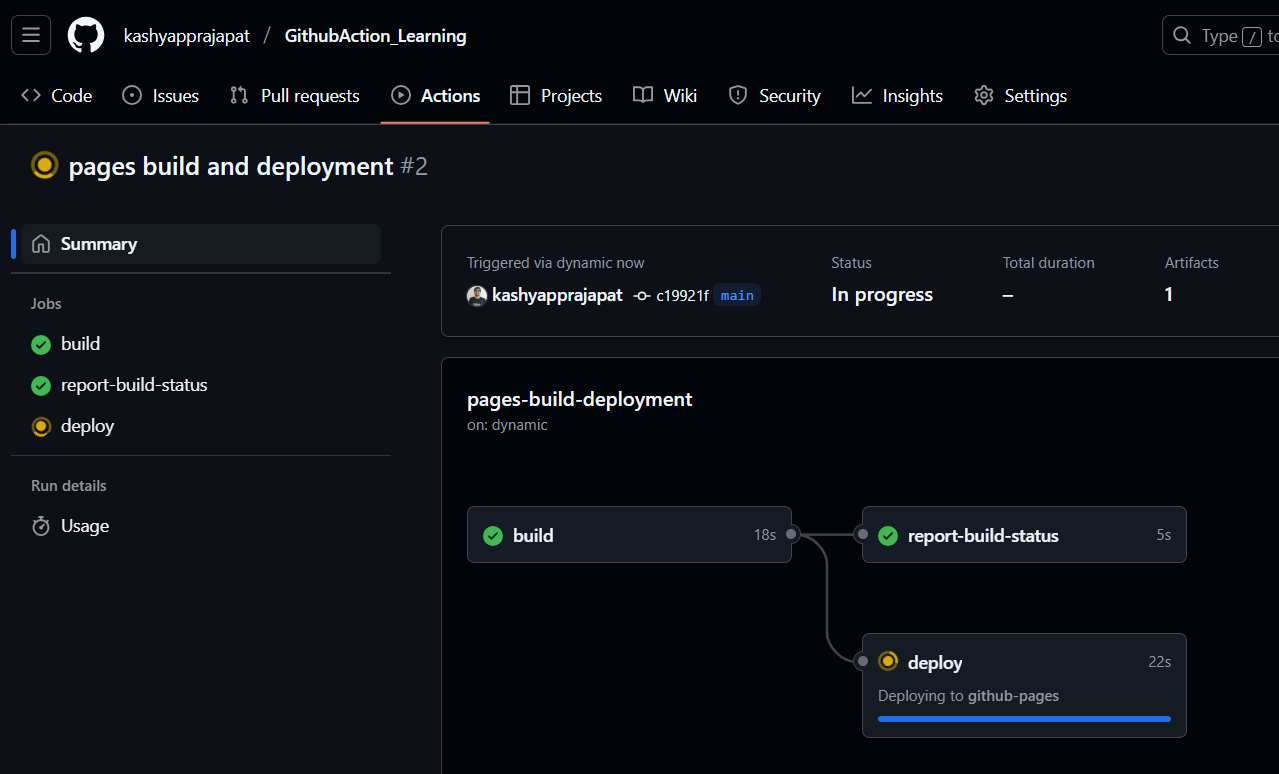 kashyapprajapat / GithubAction_Learning
Type / to
Code Issues Pull requests Actions Projects Wiki Security Insights Settings
pages build and deployment #2
Summary
Jobs
build
report-build-status
deploy
Run details
Usage
Triggered via dynamic now
kashyapprajapat c19921f main
Status
In progress
Total duration
–
Artifacts
1
pages-build-deployment
on: dynamic
build 18s
report-build-status 5s
deploy 22s
Deploying to github-pages